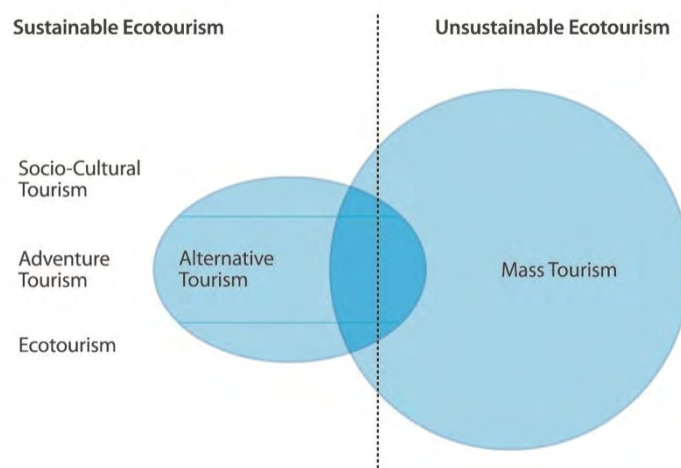 Sustainable Ecotourism
Unsustainable Ecotourism
Socio-Cultural
Tourism
Adventure
Tourism
Ecotourism
Alternative
Tourism
Mass Tourism